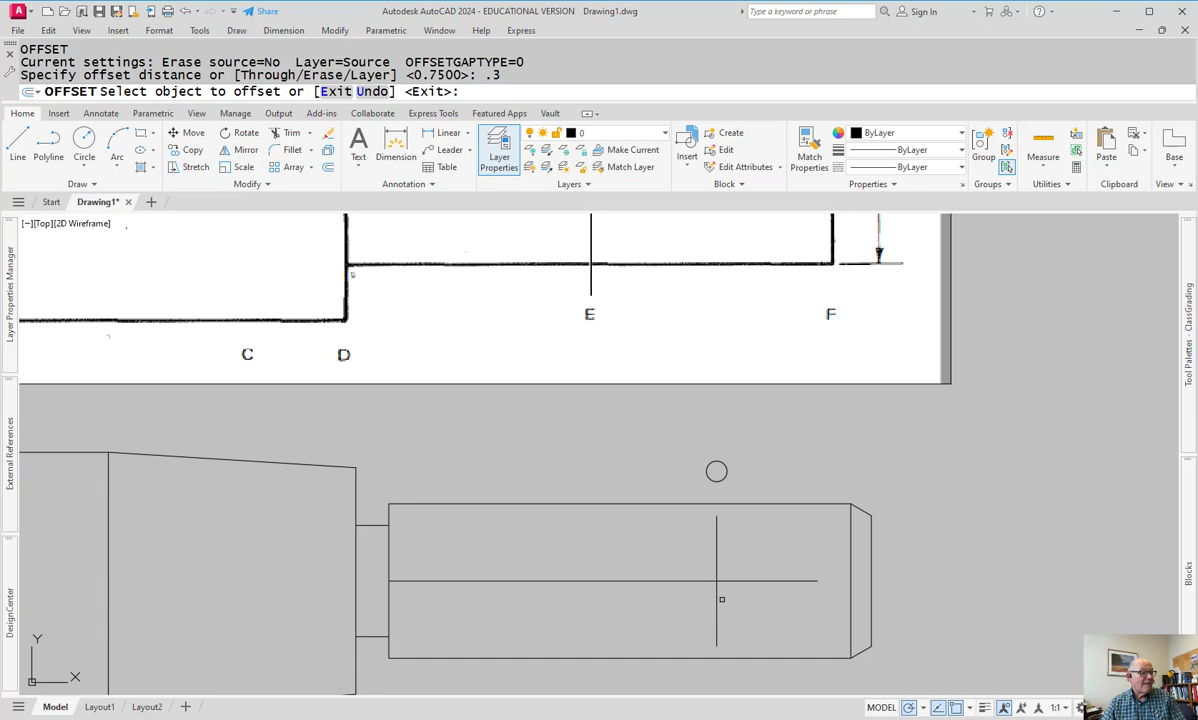 Autodesk AutoCAD 2024 - EDUCATIONAL VERSION Drawing1.dwg
A Share Type a keyword or phrase Sign In
File Edit View Insert Format Tools Draw Dimension Modify Parametric Window Help Express
OFFSET
Current settings: Erase source=No Layer=Source OFFSETGAPTYPE=0
Specify offset distance or [Through/Erase/Layer] <0.7500>: .3
OFFSET Select object to offset or [Exit Undo] <Exit>:
Home Insert Annotate Parametric View Manage Output Add-ins Collaborate Express Tools Featured Apps Vault
Line Polyline Circle Arc
Move Rotate Trim
Copy Mirror Fillet
Stretch Scale Array
Text Dimension
Linear
Leader
Table
Layer Properties
0
Make Current
Match Layer
Insert
Create
Edit
Edit Attributes
Match Properties
ByLayer
ByLayer
ByLayer
Group Measure Paste Base
Draw Modify Annotation Layers Block Properties Groups Utilities Clipboard View
Start Drawing1*
[−][Top][2D Wireframe]
Layer Properties Manager
External References
DesignCenter
Tool Palettes - ClassGrading
Blocks
C D E F
Y
X
Model Layout1 Layout2
MODEL 1:1